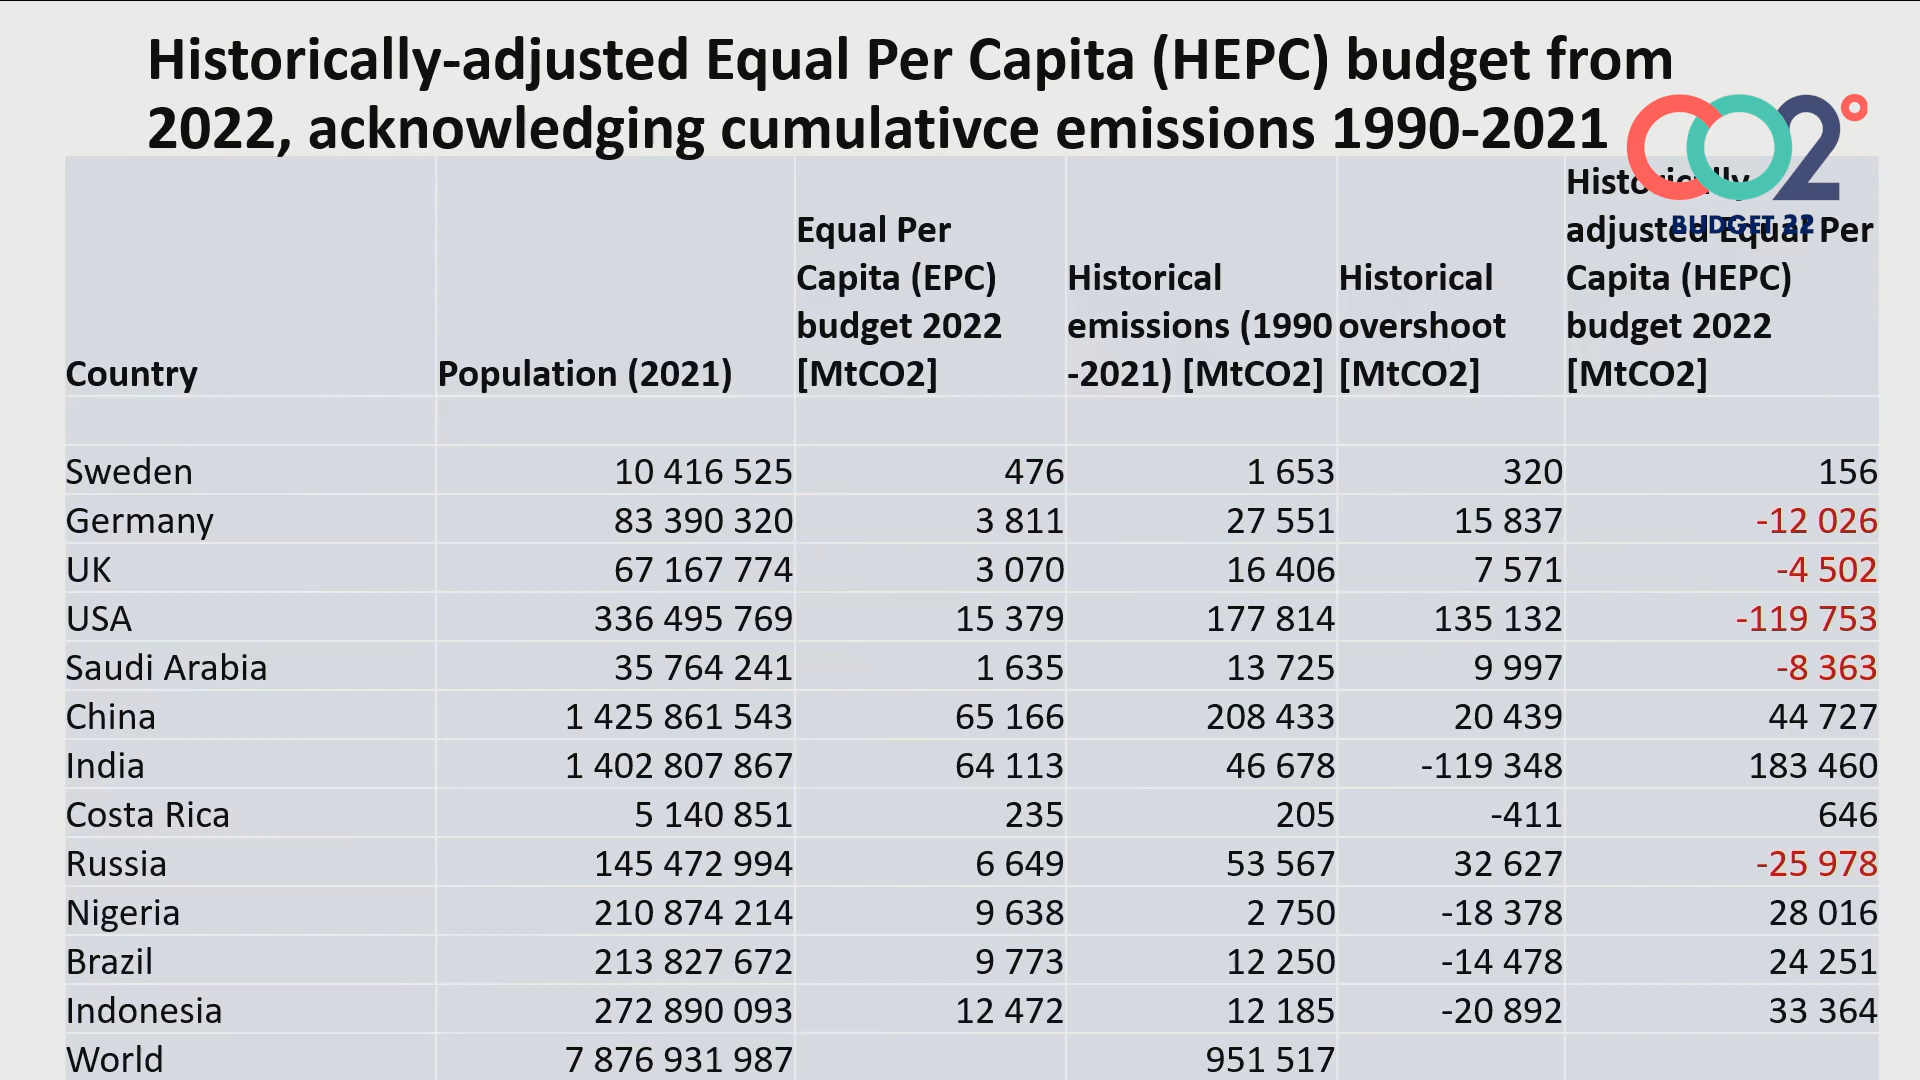 Historically-adjusted Equal Per Capita (HEPC) budget from
2022, acknowledging cumulativce emissions 1990-2021
CO2°
BUDGET 22
Country
Population (2021)
Equal Per
Capita (EPC)
budget 2022
[MtCO2]
Historical
emissions (1990
-2021) [MtCO2]
Historical
overshoot
[MtCO2]
Historically
adjusted Equal Per
Capita (HEPC)
budget 2022
[MtCO2]
Sweden 10 416 525 476 1 653 320 156
Germany 83 390 320 3 811 27 551 15 837 -12 026
UK 67 167 774 3 070 16 406 7 571 -4 502
USA 336 495 769 15 379 177 814 135 132 -119 753
Saudi Arabia 35 764 241 1 635 13 725 9 997 -8 363
China 1 425 861 543 65 166 208 433 20 439 44 727
India 1 402 807 867 64 113 46 678 -119 348 183 460
Costa Rica 5 140 851 235 205 -411 646
Russia 145 472 994 6 649 53 567 32 627 -25 978
Nigeria 210 874 214 9 638 2 750 -18 378 28 016
Brazil 213 827 672 9 773 12 250 -14 478 24 251
Indonesia 272 890 093 12 472 12 185 -20 892 33 364
World 7 876 931 987 951 517